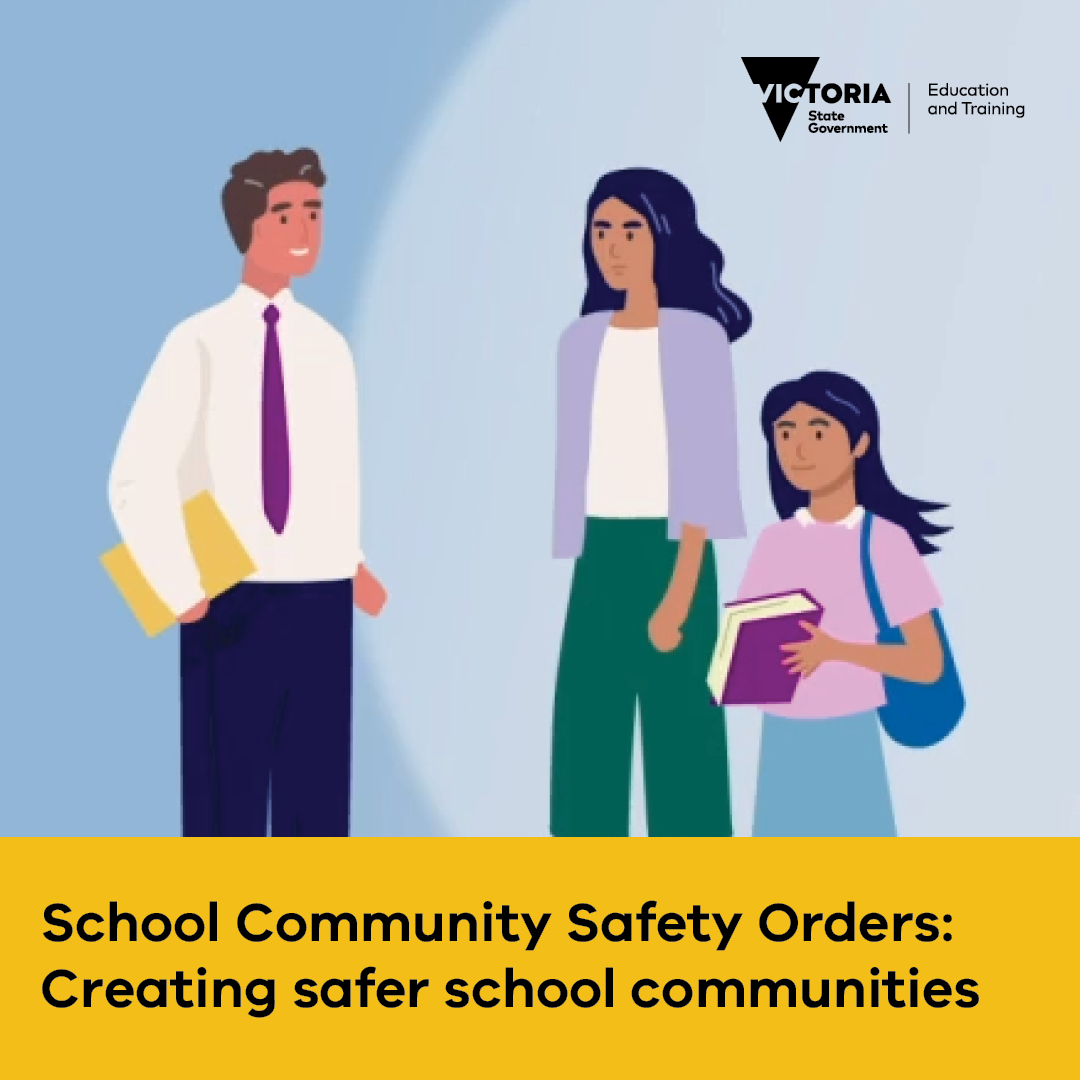 VICTORIA
State
Government
Education
and Training
School Community Safety Orders:
Creating safer school communities